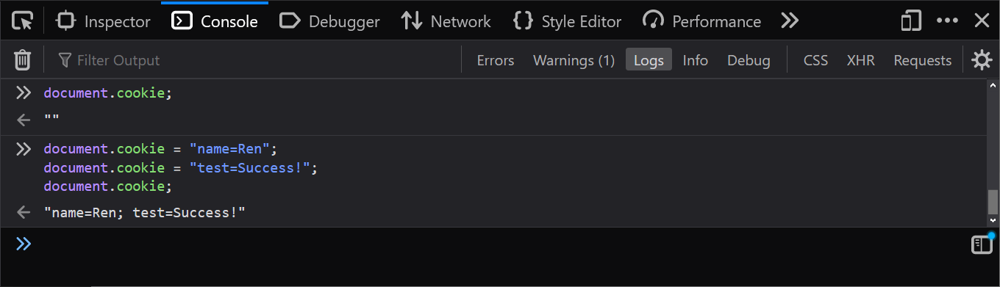 Inspector Console Debugger Network {} Style Editor Performance
Filter Output Errors Warnings (1) Logs Info Debug CSS XHR Requests
document.cookie;
""
document.cookie = "name=Ren";
document.cookie = "test=Success!";
document.cookie;
"name=Ren; test=Success!"